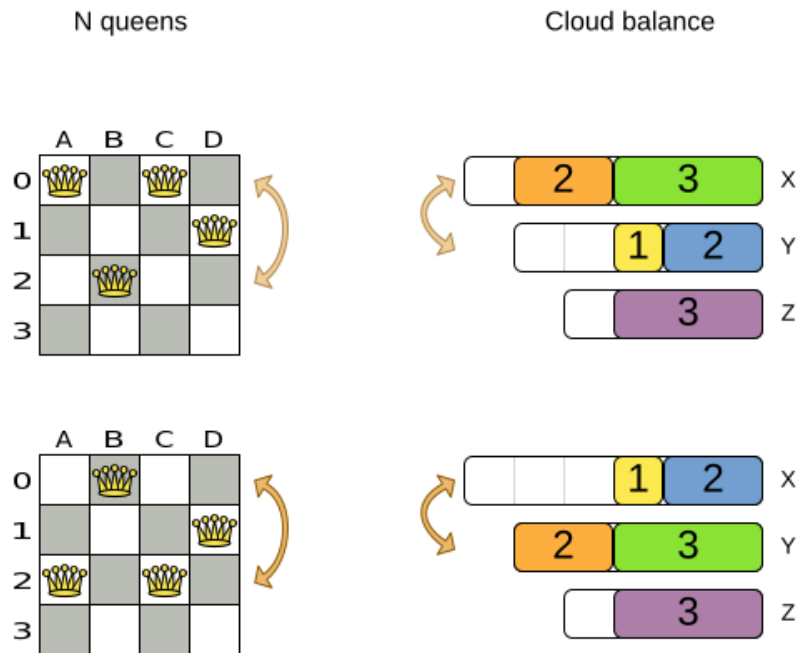 N queens
Cloud balance
A B C D
0
1
2
3
2 3 X
1 2 Y
3 Z
A B C D
0
1
2
3
1 2 X
2 3 Y
3 Z